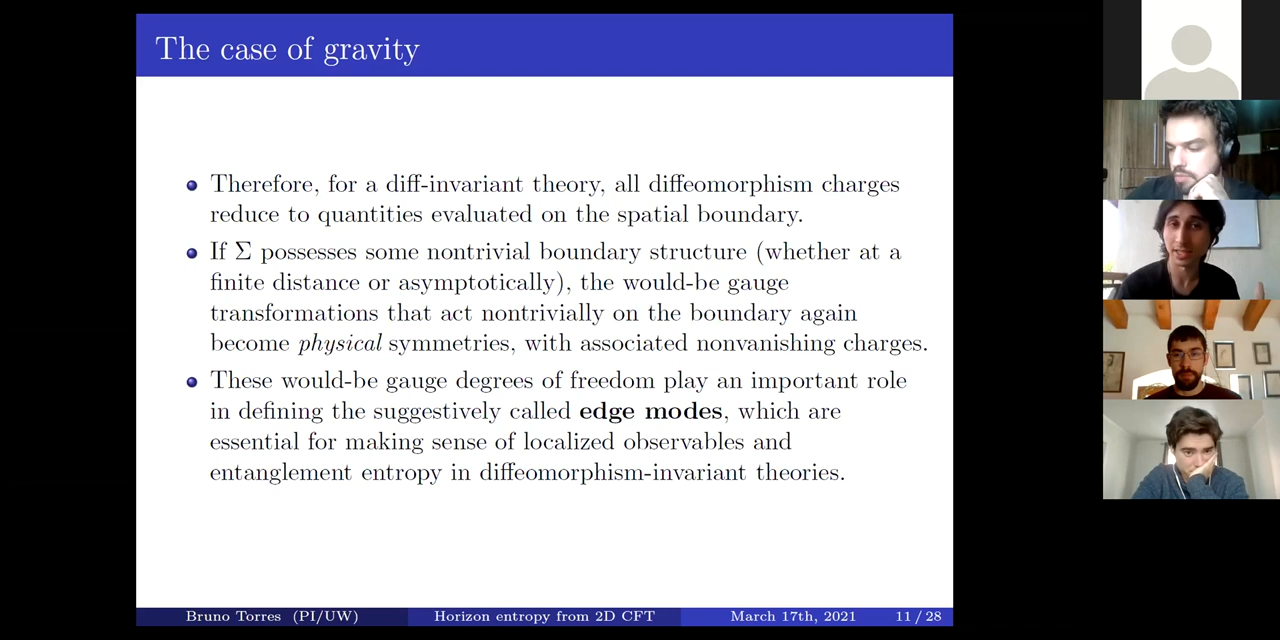 The case of gravity
Therefore, for a diff-invariant theory, all diffeomorphism charges
reduce to quantities evaluated on the spatial boundary.
If Σ possesses some nontrivial boundary structure (whether at a
finite distance or asymptotically), the would-be gauge
transformations that act nontrivially on the boundary again
become physical symmetries, with associated nonvanishing charges.
These would-be gauge degrees of freedom play an important role
in defining the suggestively called edge modes, which are
essential for making sense of localized observables and
entanglement entropy in diffeomorphism-invariant theories.
Bruno Torres (PI/UW) Horizon entropy from 2D CFT March 17th, 2021 11 / 28